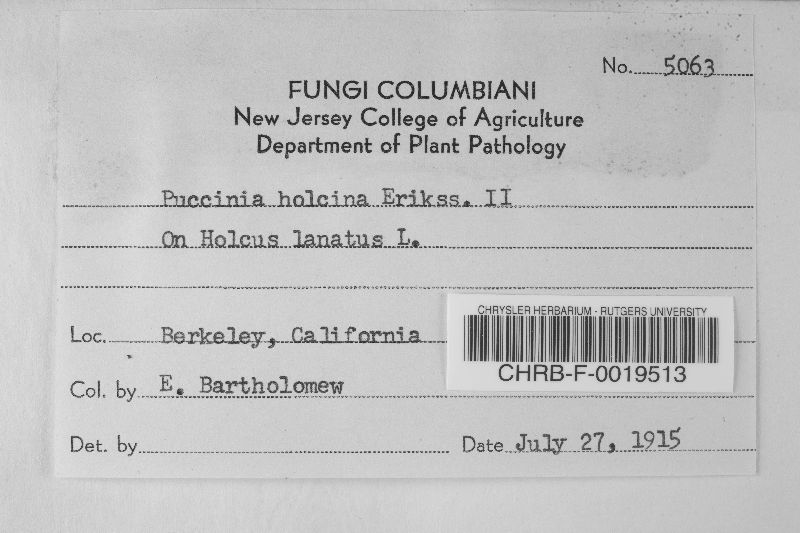 No. 5063
FUNGI COLUMBIANI
New Jersey College of Agriculture
Department of Plant Pathology
Puccinia holcina Erikss. II
On Holcus lanatus L.
Loc. Berkeley, California
CHRYSLER HERBARIUM - RUTGERS UNIVERSITY
CHRB-F-0019513
Col. by E. Bartholomew
Det. by
Date July 27, 1915